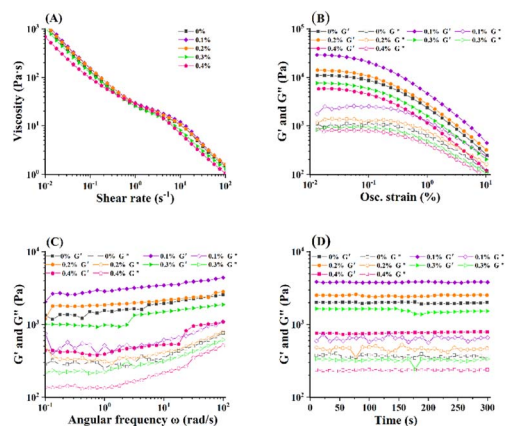 (A)
Viscosity (Pa·s)
10³
10²
10¹
10⁰
0%
0.1%
0.2%
0.3%
0.4%
10⁻² 10⁻¹ 10⁰ 10¹ 10²
Shear rate (s⁻¹)
(B)
G' and G'' (Pa)
10⁵
10⁴
10³
10²
0% G' 0% G'' 0.1% G' 0.1% G''
0.2% G' 0.2% G'' 0.3% G' 0.3% G''
0.4% G' 0.4% G''
10⁻² 10⁻¹ 10⁰ 10¹
Osc. strain (%)
(C)
G' and G'' (Pa)
10⁴
10³
10²
0% G' 0% G'' 0.1% G' 0.1% G''
0.2% G' 0.2% G'' 0.3% G' 0.3% G''
0.4% G' 0.4% G''
10⁻¹ 10⁰ 10¹ 10²
Angular frequency ω (rad/s)
(D)
G' and G'' (Pa)
10⁴
10³
10²
0% G' 0% G'' 0.1% G' 0.1% G''
0.2% G' 0.2% G'' 0.3% G' 0.3% G''
0.4% G' 0.4% G''
0 50 100 150 200 250 300
Time (s)